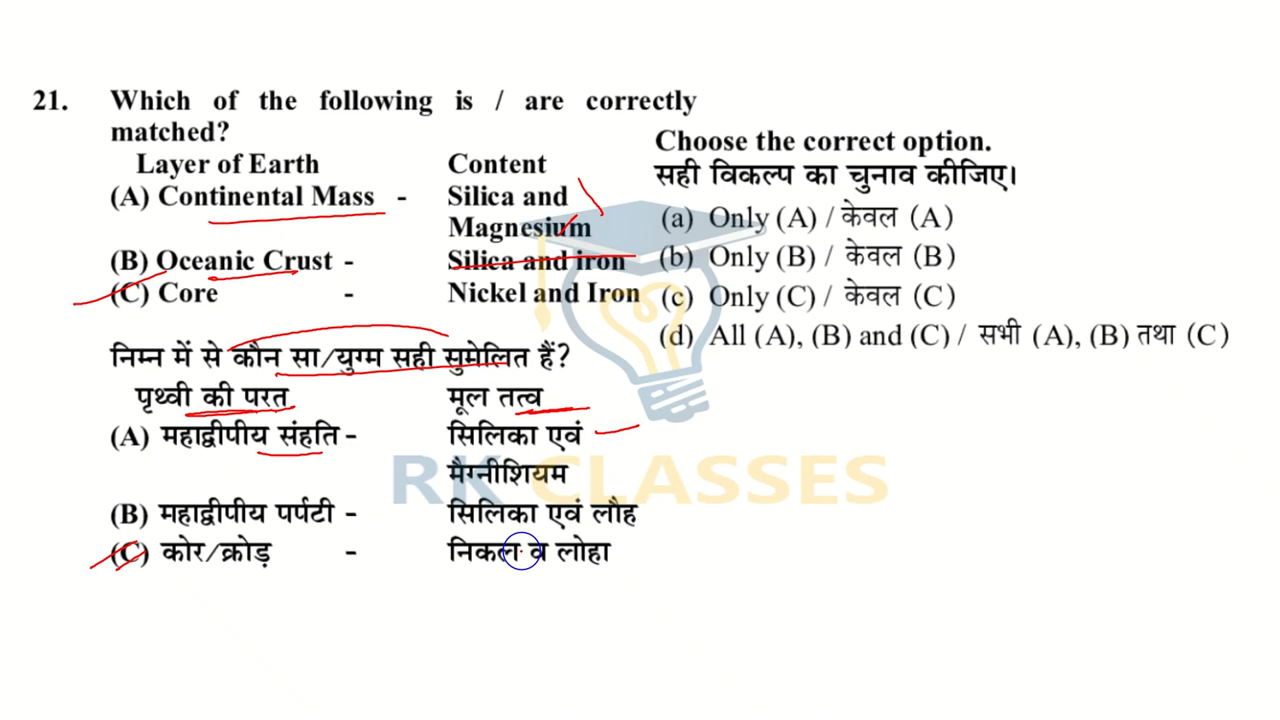 21. Which of the following is / are correctly
matched?
Layer of Earth Content
(A) Continental Mass - Silica and
Magnesium
(B) Oceanic Crust - Silica and iron
(C) Core - Nickel and Iron
निम्न में से कौन सा/युग्म सही सुमेलित हैं?
पृथ्वी की परत मूल तत्व
(A) महाद्वीपीय संहति - सिलिका एवं
मैग्नीशियम
(B) महाद्वीपीय पर्पटी - सिलिका एवं लौह
(C) कोर/क्रोड़ - निकल व लोहा
Choose the correct option.
सही विकल्प का चुनाव कीजिए।
(a) Only (A) / केवल (A)
(b) Only (B) / केवल (B)
(c) Only (C) / केवल (C)
(d) All (A), (B) and (C) / सभी (A), (B) तथा (C)
RK CLASSES